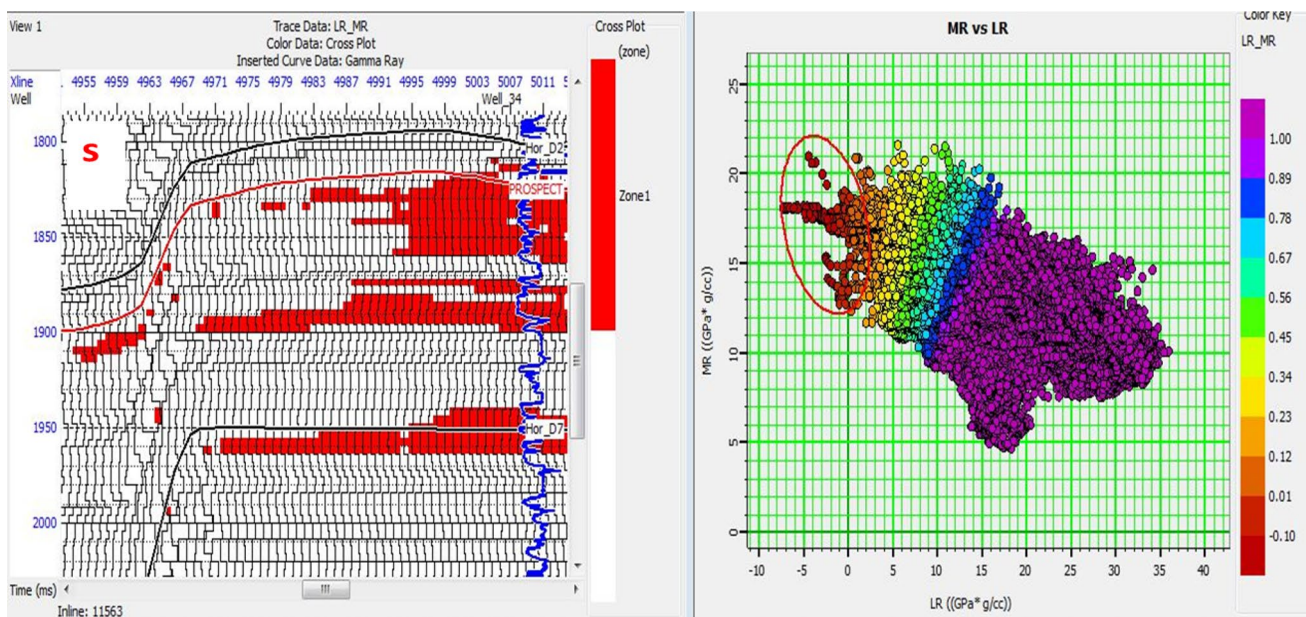 View 1
Trace Data: LR_MR
Color Data: Cross Plot
Inserted Curve Data: Gamma Ray
Xline 4955 4959 4963 4967 4971 4975 4979 4983 4987 4991 4995 4999 5003 5007 5011 5
Well
Well_34
S
1800
1850
1900
1950
2000
Hor_D2
PROSPECT
Hor_D7
Time (ms)
Inline: 11563
Cross Plot
(zone)
Zone1
MR vs LR
25
20
15
10
5
0
MR ((GPa* g/cc))
-10 -5 0 5 10 15 20 25 30 35 40
LR ((GPa* g/cc))
Color Key
LR_MR
1.00
0.89
0.78
0.67
0.56
0.45
0.34
0.23
0.12
0.01
-0.10